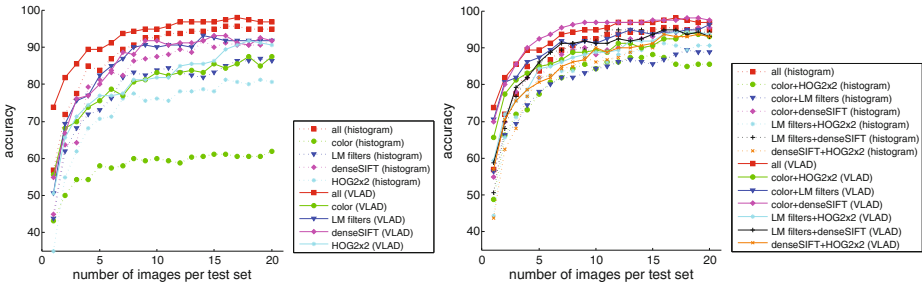 100
90
80
70
60
50
40
accuracy
5
10
15
20
number of images per test set
all (histogram)
color (histogram)
LM filters (histogram)
denseSIFT (histogram)
HOG2x2 (histogram)
all (VLAD)
color (VLAD)
LM filters (VLAD)
denseSIFT (VLAD)
HOG2x2 (VLAD)
100
90
80
70
60
50
40
accuracy
5
10
15
20
number of images per test set
all (histogram)
color+HOG2x2 (histogram)
color+LM filters (histogram)
color+denseSIFT (histogram)
LM filters+HOG2x2 (histogram)
LM filters+denseSIFT (histogram)
denseSIFT+HOG2x2 (histogram)
all (VLAD)
color+HOG2x2 (VLAD)
color+LM filters (VLAD)
color+denseSIFT (VLAD)
LM filters+HOG2x2 (VLAD)
LM filters+denseSIFT (VLAD)
denseSIFT+HOG2x2 (VLAD)